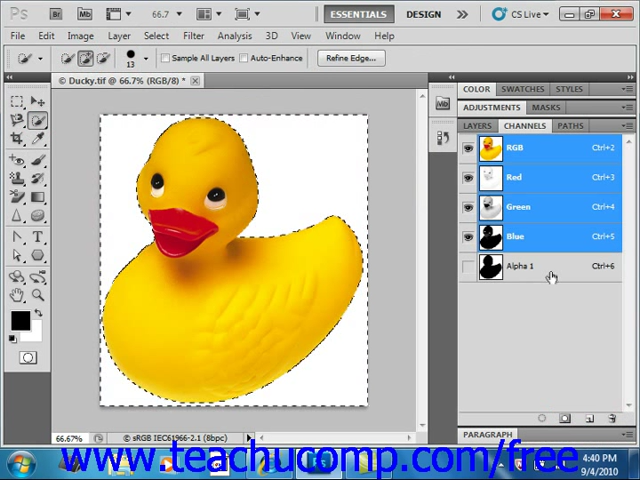 Ps Mb 66.7 ESSENTIALS DESIGN CS Live
File Edit Image Layer Select Filter Analysis 3D View Window Help
13 Sample All Layers Auto-Enhance Refine Edge...
Ducky.tif @ 66.7% (RGB/8) *
COLOR SWATCHES STYLES
ADJUSTMENTS MASKS
LAYERS CHANNELS PATHS
RGB Ctrl+2
Red Ctrl+3
Green Ctrl+4
Blue Ctrl+5
Alpha 1 Ctrl+6
T
66.67% sRGB IEC61966-2.1 (8bpc)
PARAGRAPH
www.teachucomp.com/free
4:40 PM
9/4/2010